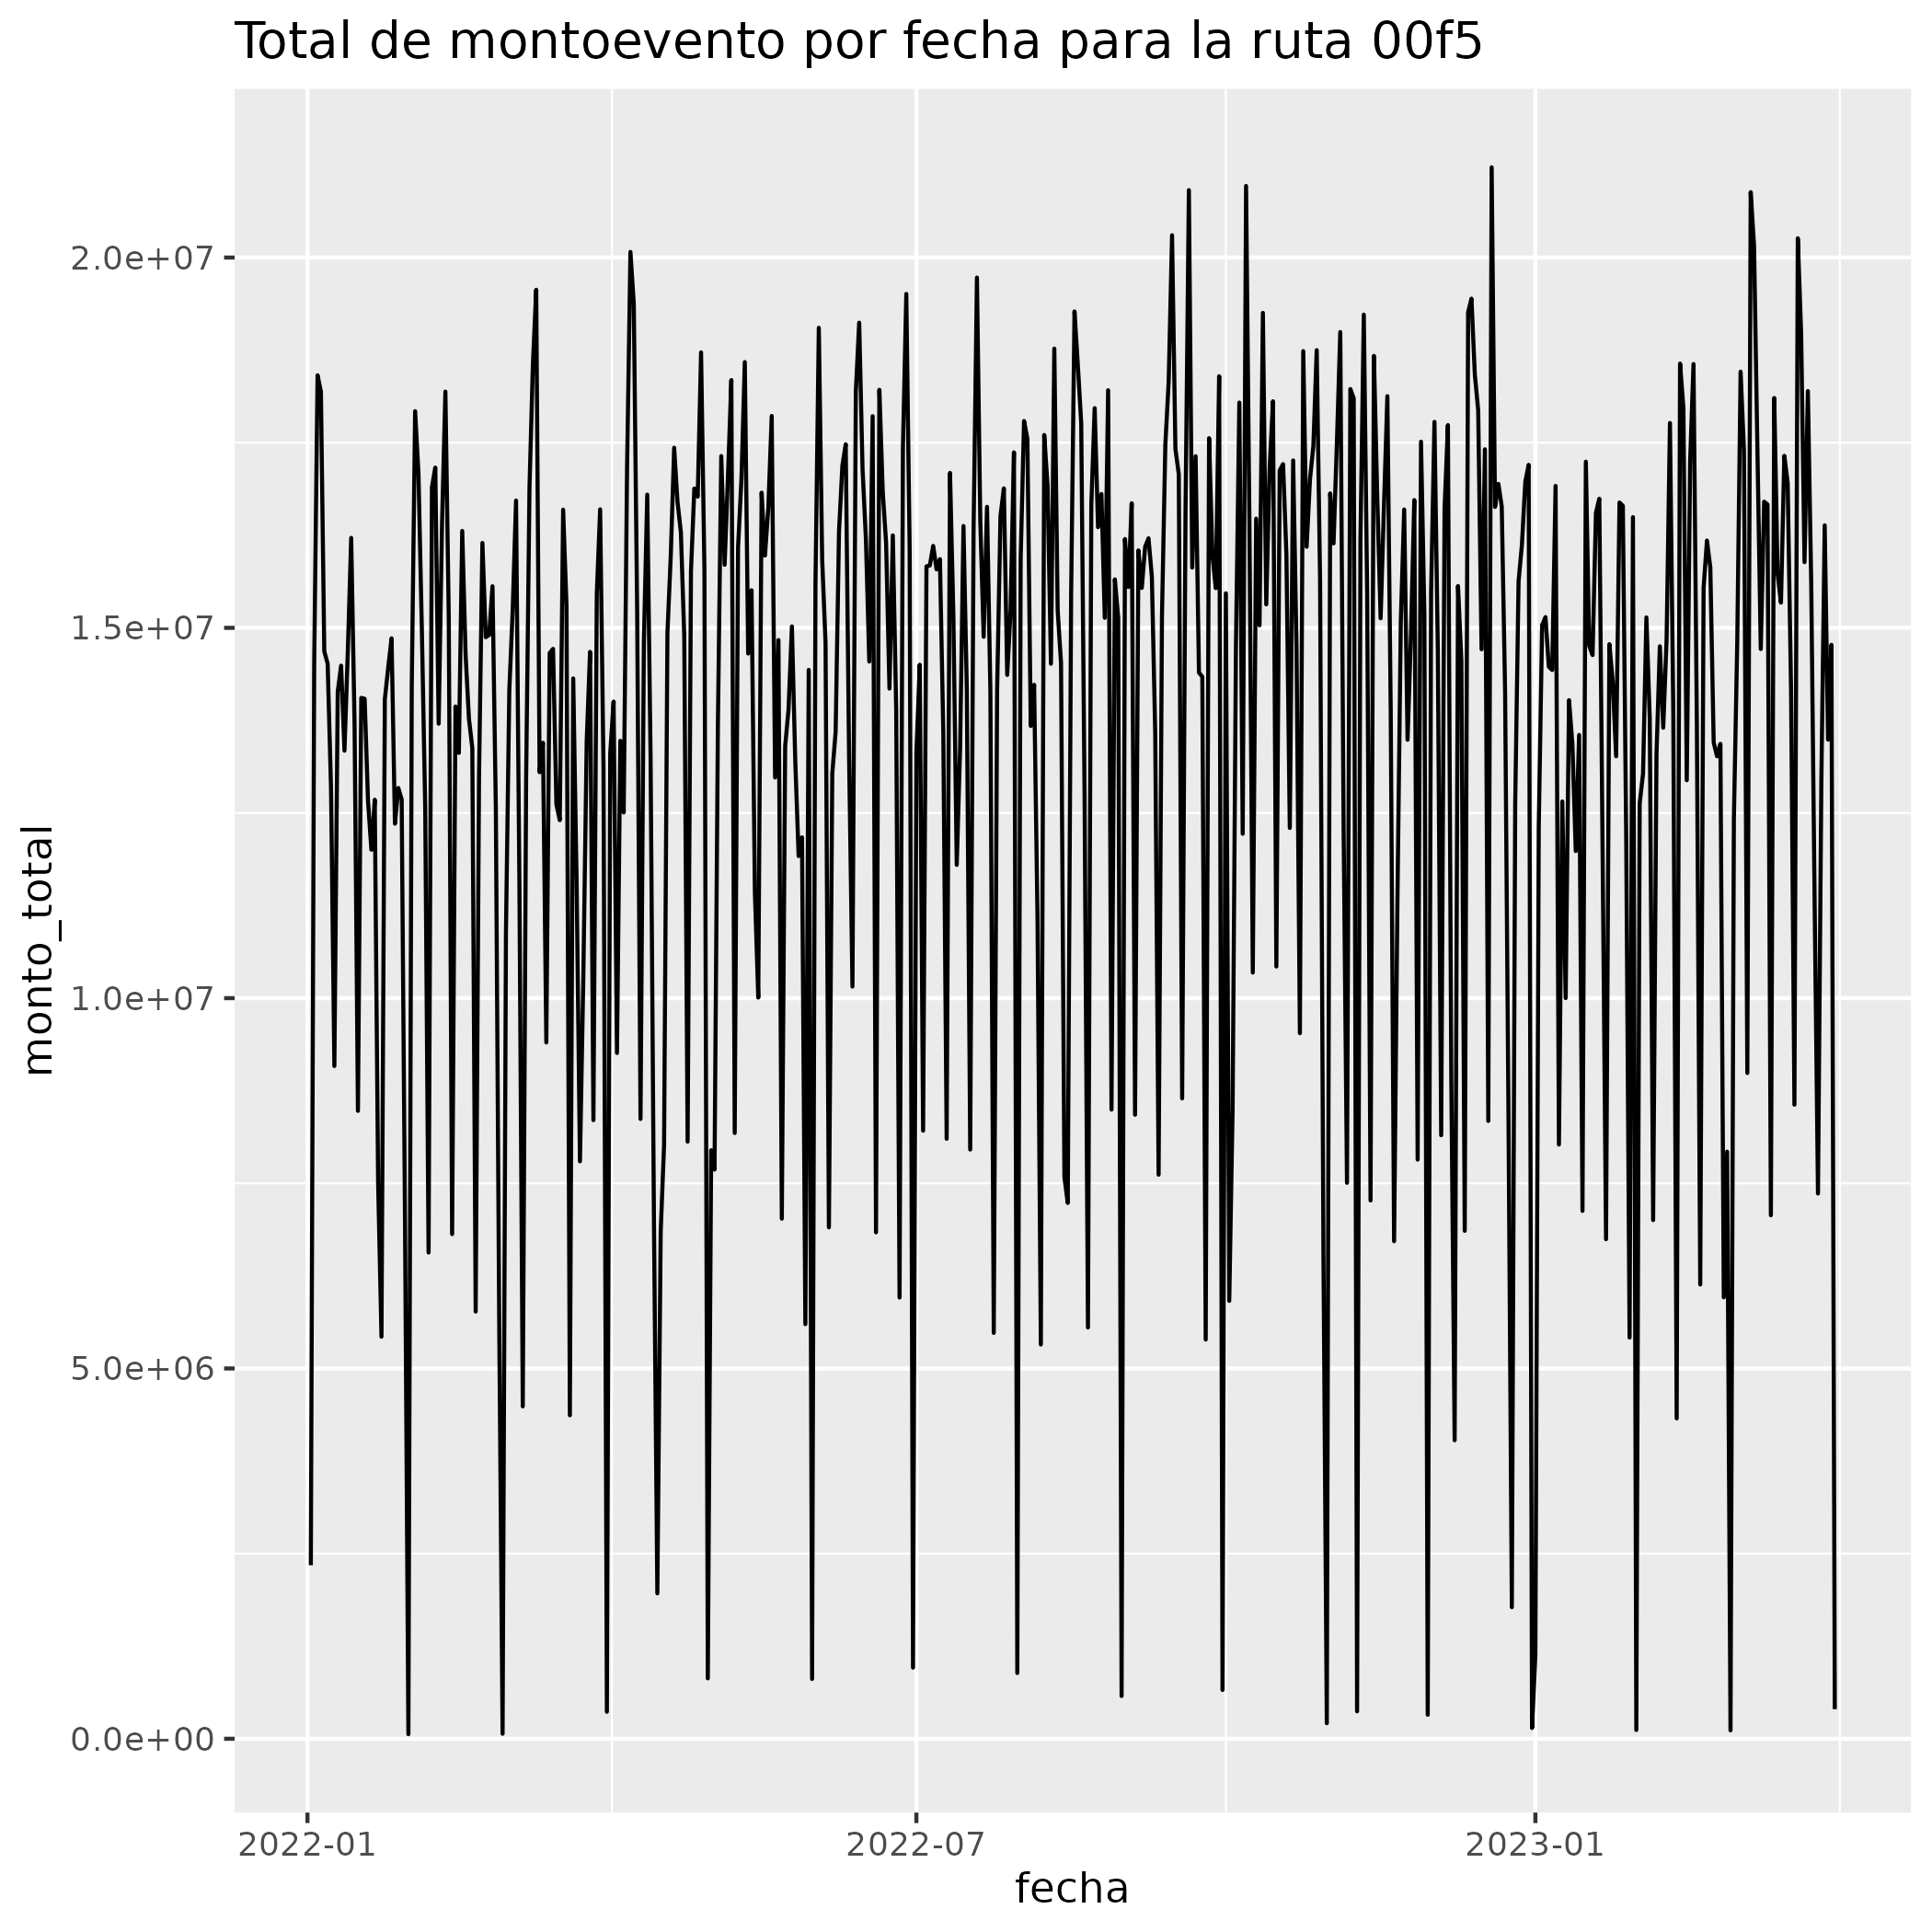 Total de montoevento por fecha para la ruta 00f5
monto_total
2.0e+07
1.5e+07
1.0e+07
5.0e+06
0.0e+00
2022-01
2022-07
2023-01
fecha